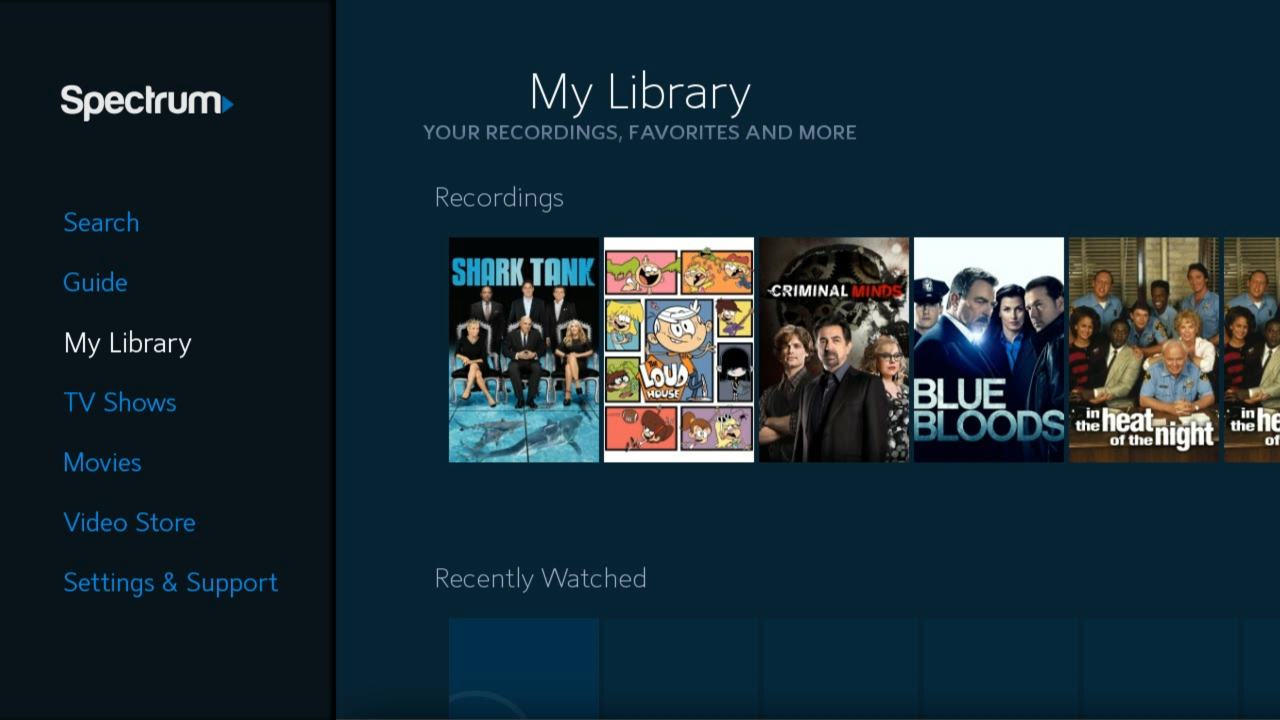 Spectrum
Search
Guide
My Library
TV Shows
Movies
Video Store
Settings & Support
My Library
YOUR RECORDINGS, FAVORITES AND MORE
Recordings
SHARK TANK
THE LOUD HOUSE
CRIMINAL MINDS
BLUE BLOODS
in the heat of the night
in the he
of
Recently Watched